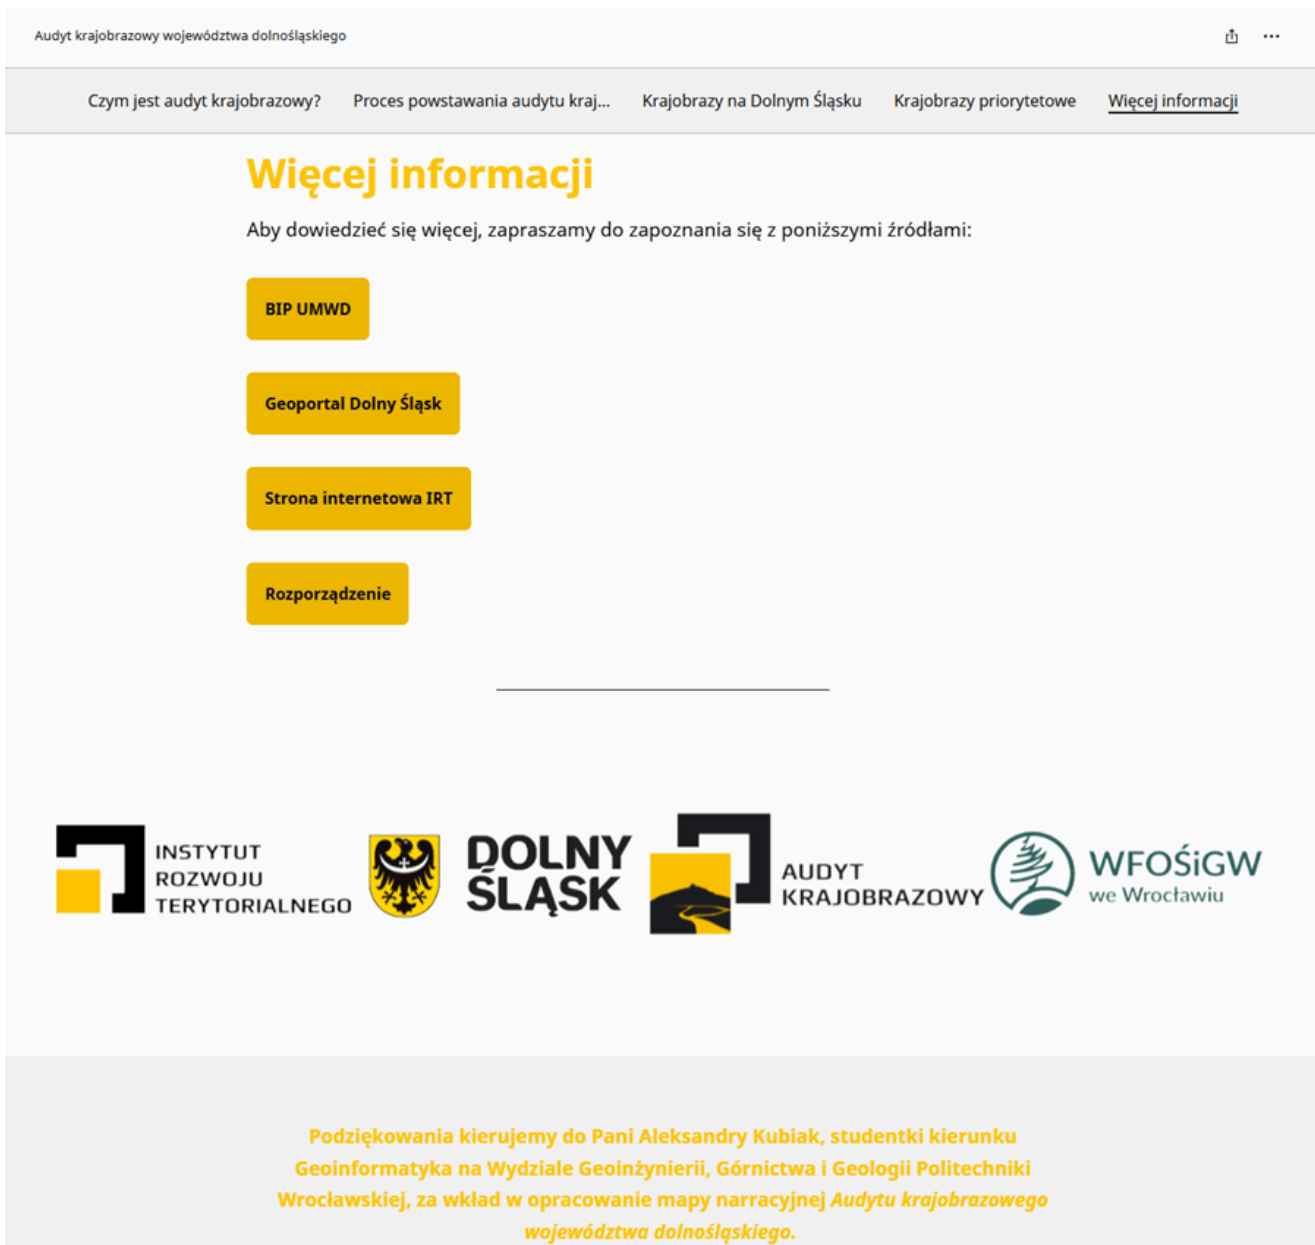 Audyt krajobrazowy województwa dolnośląskiego
Czym jest audyt krajobrazowy? Proces powstawania audytu kraj... Krajobrazy na Dolnym Śląsku Krajobrazy priorytetowe Więcej informacji
Więcej informacji
Aby dowiedzieć się więcej, zapraszamy do zapoznania się z poniższymi źródłami:
BIP UMWD
Geoportal Dolny Śląsk
Strona internetowa IRT
Rozporządzenie
INSTYTUT
ROZWOJU
TERYTORIALNEGO
DOLNY
ŚLĄSK
AUDYT
KRAJOBRAZOWY
WFOŚiGW
we Wrocławiu
Podziękowania kierujemy do Pani Aleksandry Kubiak, studentki kierunku
Geoinformatyka na Wydziale Geoinżynierii, Górnictwa i Geologii Politechniki
Wrocławskiej, za wkład w opracowanie mapy narracyjnej Audytu krajobrazowego
województwa dolnośląskiego.